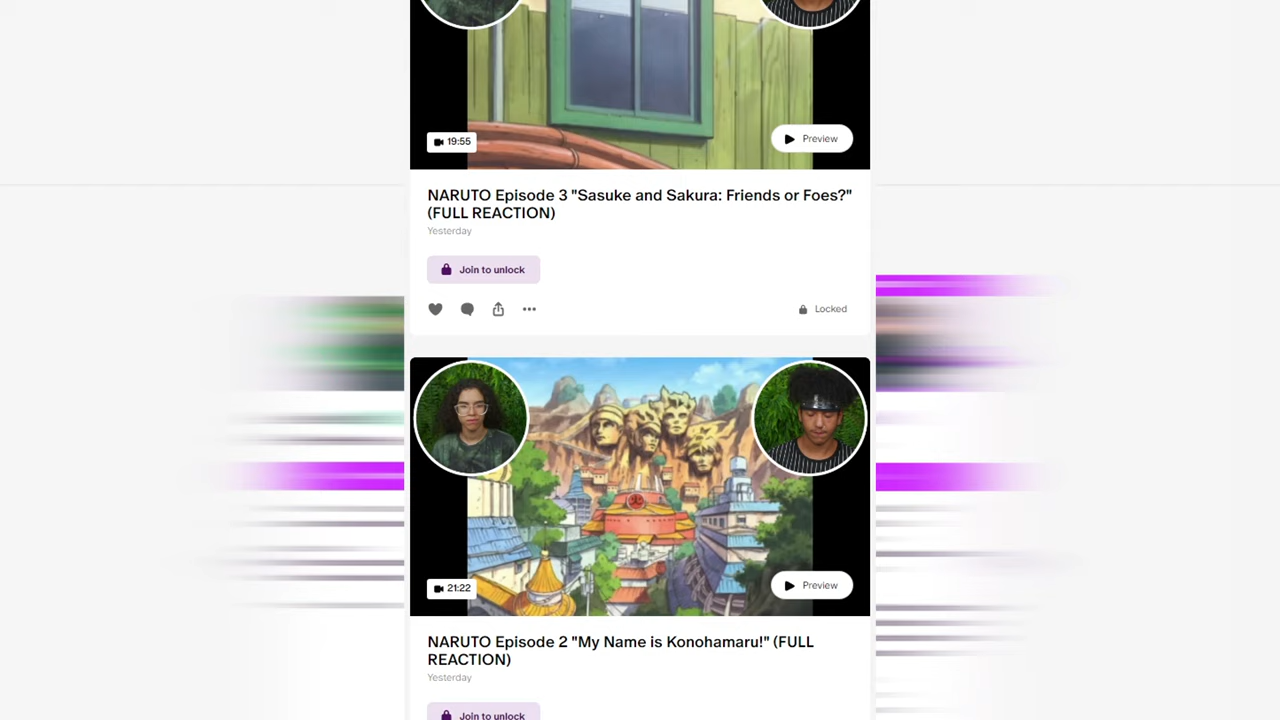 19:55
Preview
NARUTO Episode 3 "Sasuke and Sakura: Friends or Foes?"
(FULL REACTION)
Yesterday
Join to unlock
Locked
21:22
Preview
NARUTO Episode 2 "My Name is Konohamaru!" (FULL
REACTION)
Yesterday
Join to unlock